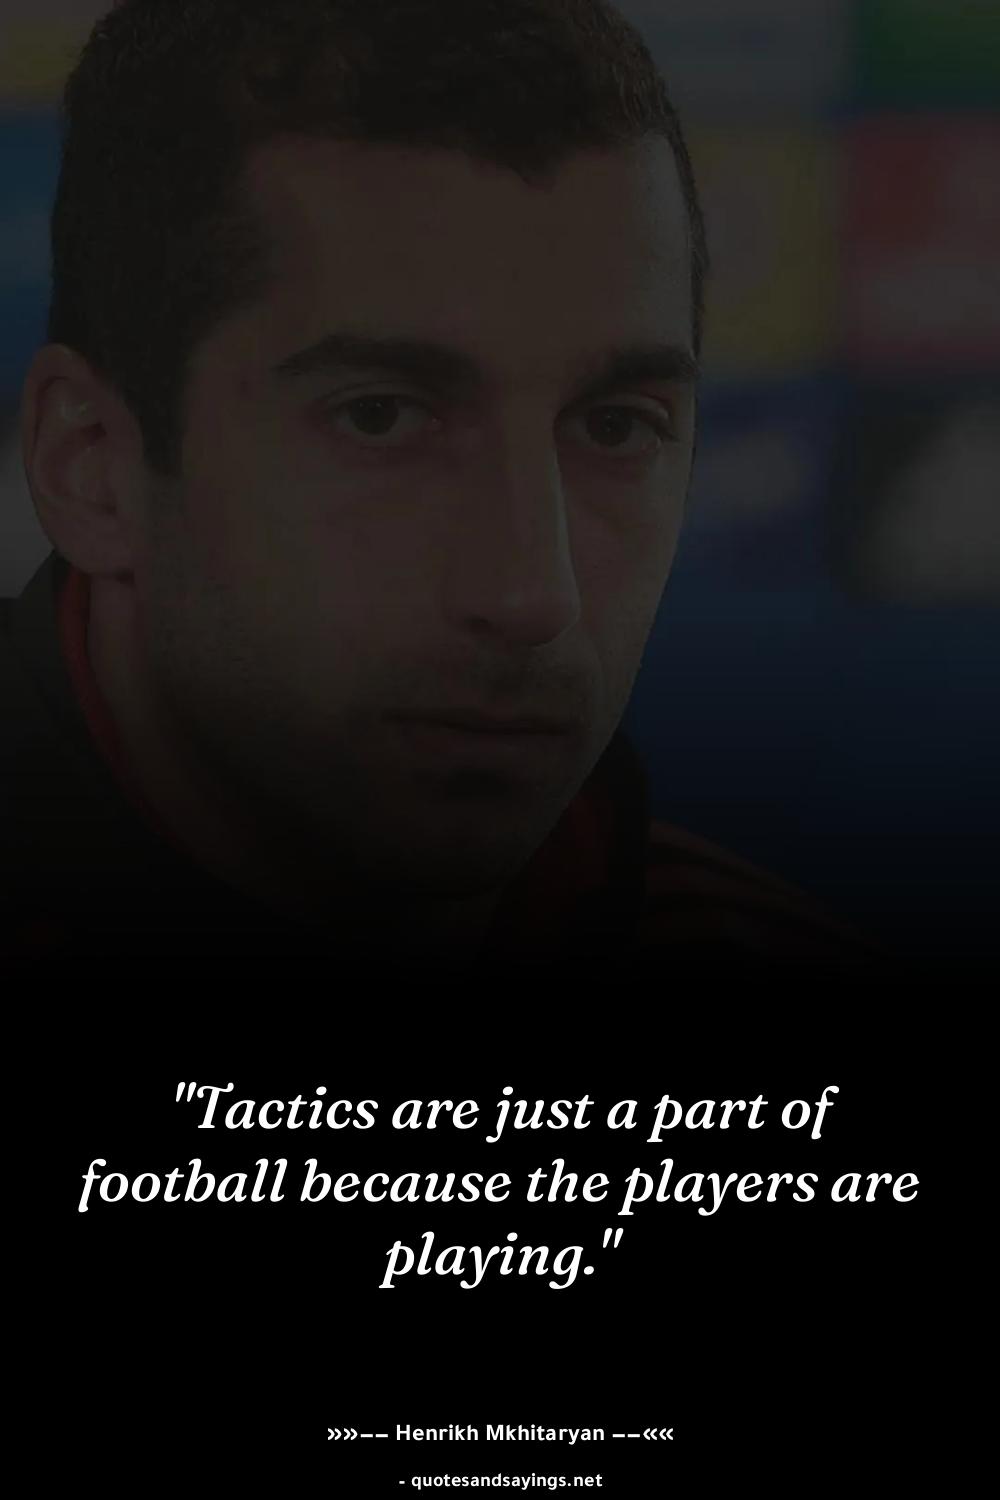 "Tactics are just a part of
football because the players are
playing."
»»–– Henrikh Mkhitaryan ––««
- quotesandsayings.net